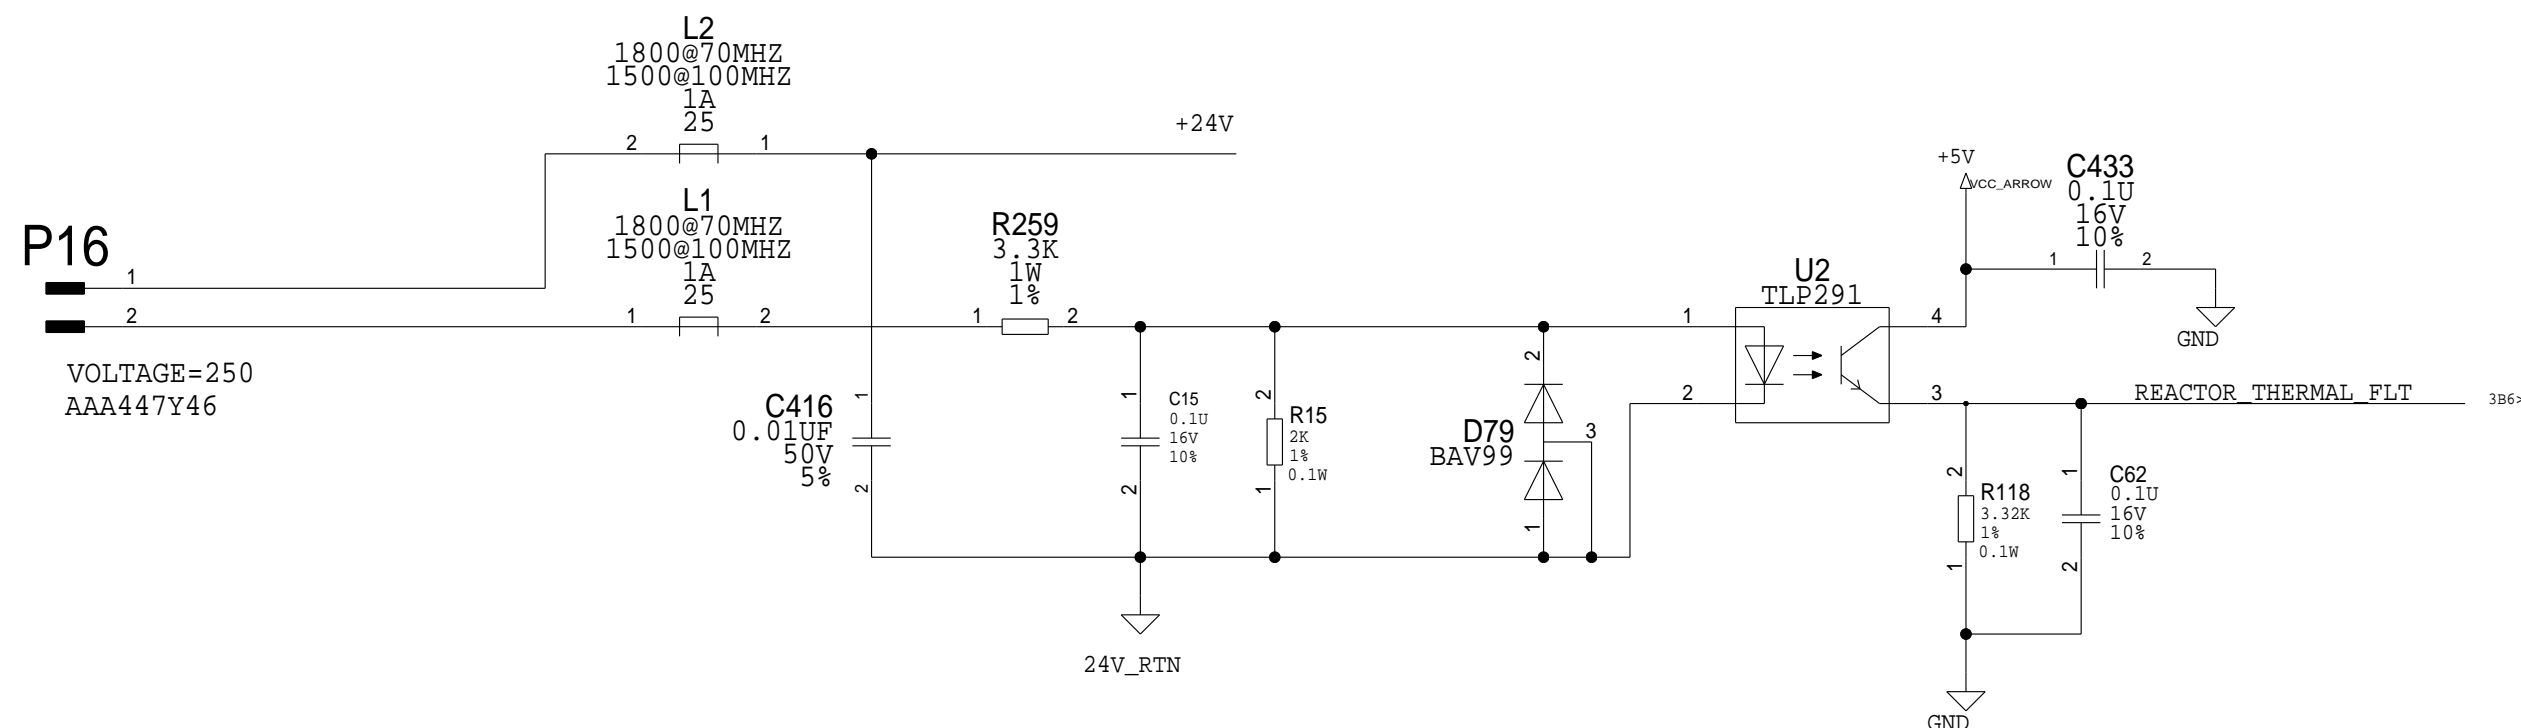 L2
1800@70MHZ
1500@100MHZ
1A
25
2
1
+24V
L1
1800@70MHZ
1500@100MHZ
1A
25
1
2
P16
1
2
VOLTAGE=250
AAA447Y46
R259
3.3K
1W
1%
1
2
C416
0.01UF
50V
5%
1
2
C15
0.1U
16V
10%
1
2
R15
2K
1%
0.1W
2
1
24V_RTN
D79
BAV99
2
3
1
U2
TLP291
1
2
4
3
+5V
VCC_ARROW
C433
0.1U
16V
10%
1
2
GND
REACTOR_THERMAL_FLT
3B6>
R118
3.32K
1%
0.1W
2
1
C62
0.1U
16V
10%
1
2
GND